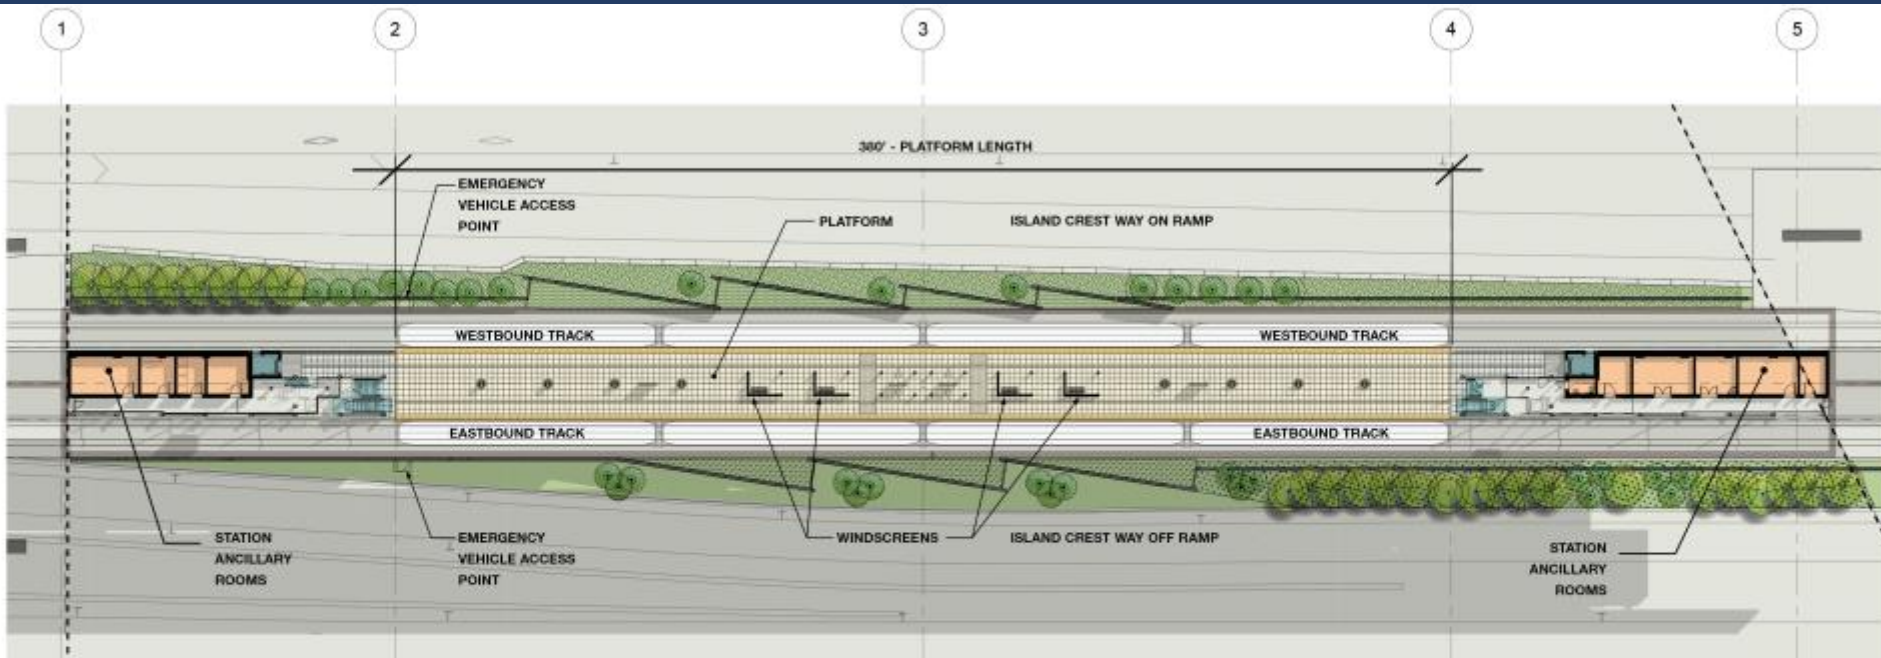 1 2 3 4 5
380' - PLATFORM LENGTH
EMERGENCY
VEHICLE ACCESS
POINT
PLATFORM
ISLAND CREST WAY ON RAMP
WESTBOUND TRACK
WESTBOUND TRACK
EASTBOUND TRACK
EASTBOUND TRACK
STATION
ANCILLARY
ROOMS
EMERGENCY
VEHICLE ACCESS
POINT
WINDSCREENS
ISLAND CREST WAY OFF RAMP
STATION
ANCILLARY
ROOMS